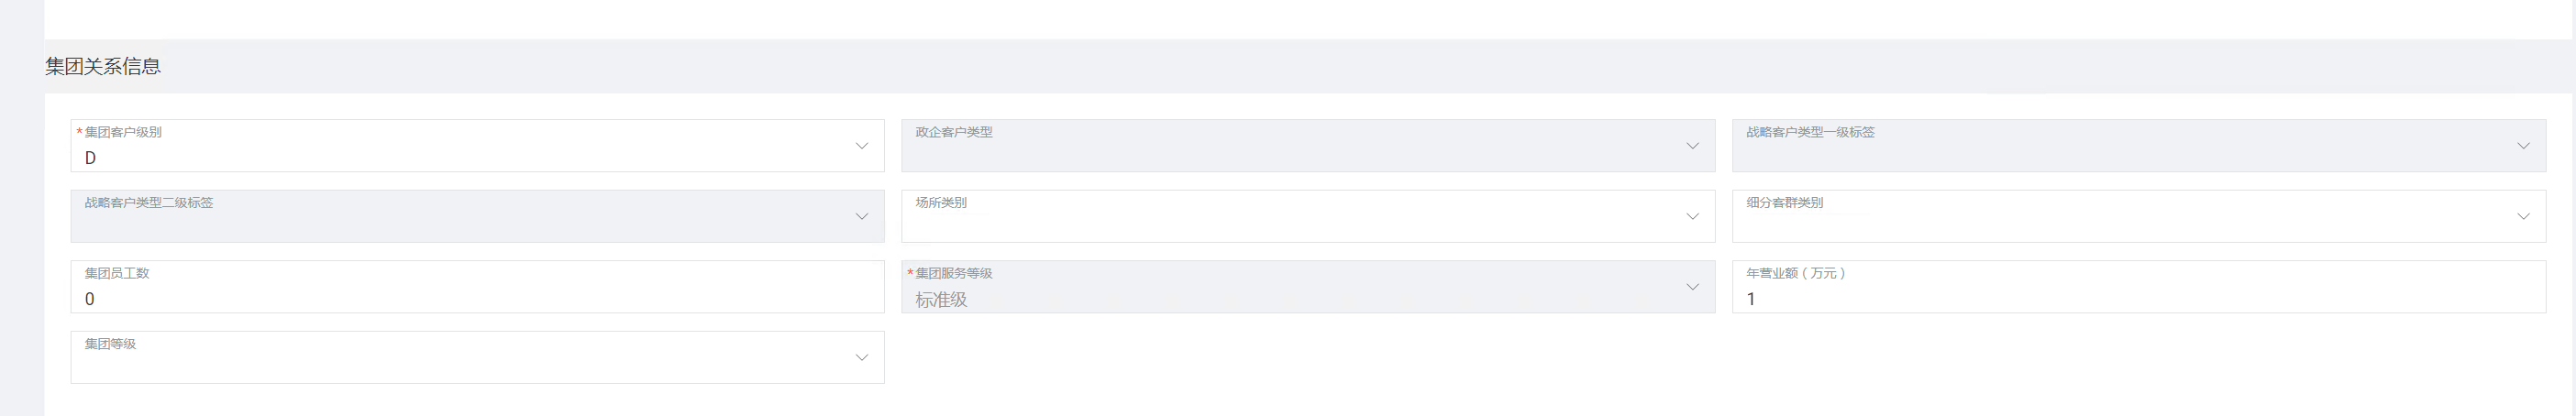 集团关系信息
*集团客户级别
D
政企客户类型
战略客户类型一级标签
战略客户类型二级标签
场所类别
细分客群类别
集团员工数
0
*集团服务等级
标准级
年营业额（万元）
1
集团等级